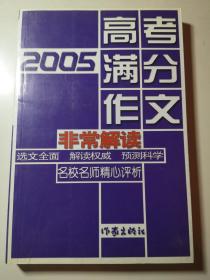 2005
高考
满分
作文
非常解读
选文全面 解读权威 预测科学
名校名师精心评析
作家出版社